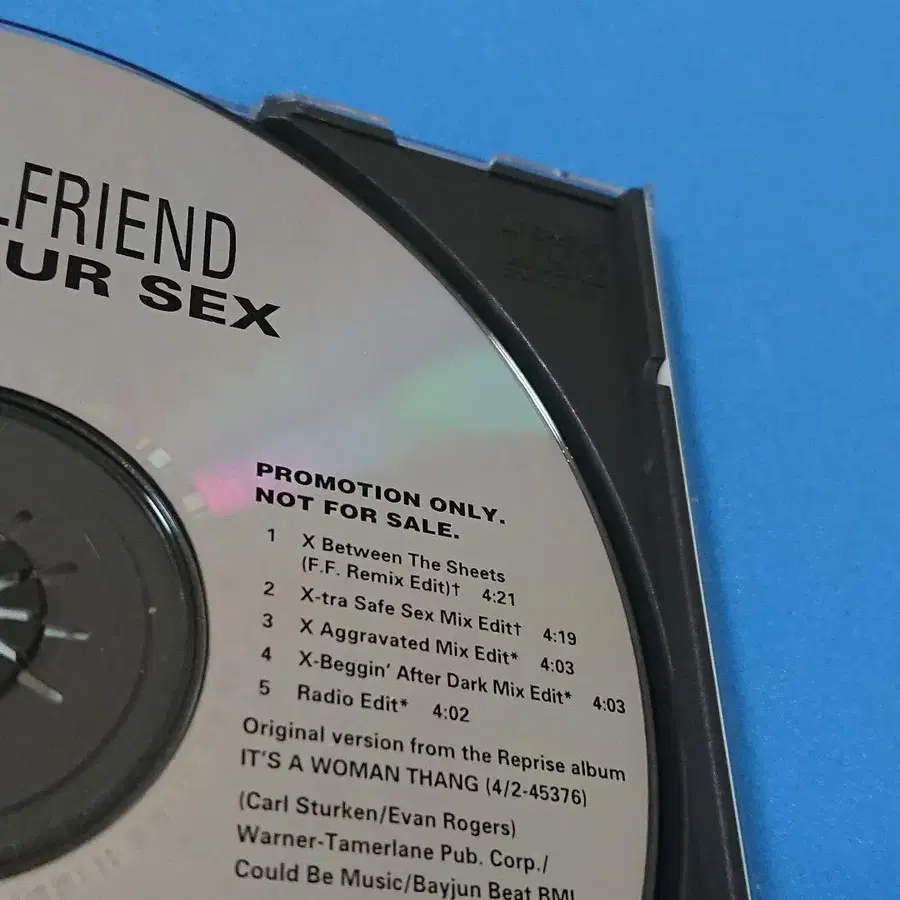 LFRIEND
UR SEX
PROMOTION ONLY.
NOT FOR SALE.
1 X Between The Sheets
(F.F. Remix Edit)† 4:21
2 X-tra Safe Sex Mix Edit† 4:19
3 X Aggravated Mix Edit* 4:03
4 X-Beggin' After Dark Mix Edit* 4:03
5 Radio Edit* 4:02
Original version from the Reprise album
IT'S A WOMAN THANG (4/2-45376)
(Carl Sturken/Evan Rogers)
Warner-Tamerlane Pub. Corp./
Could Be Music/Bayjun Beat BMI